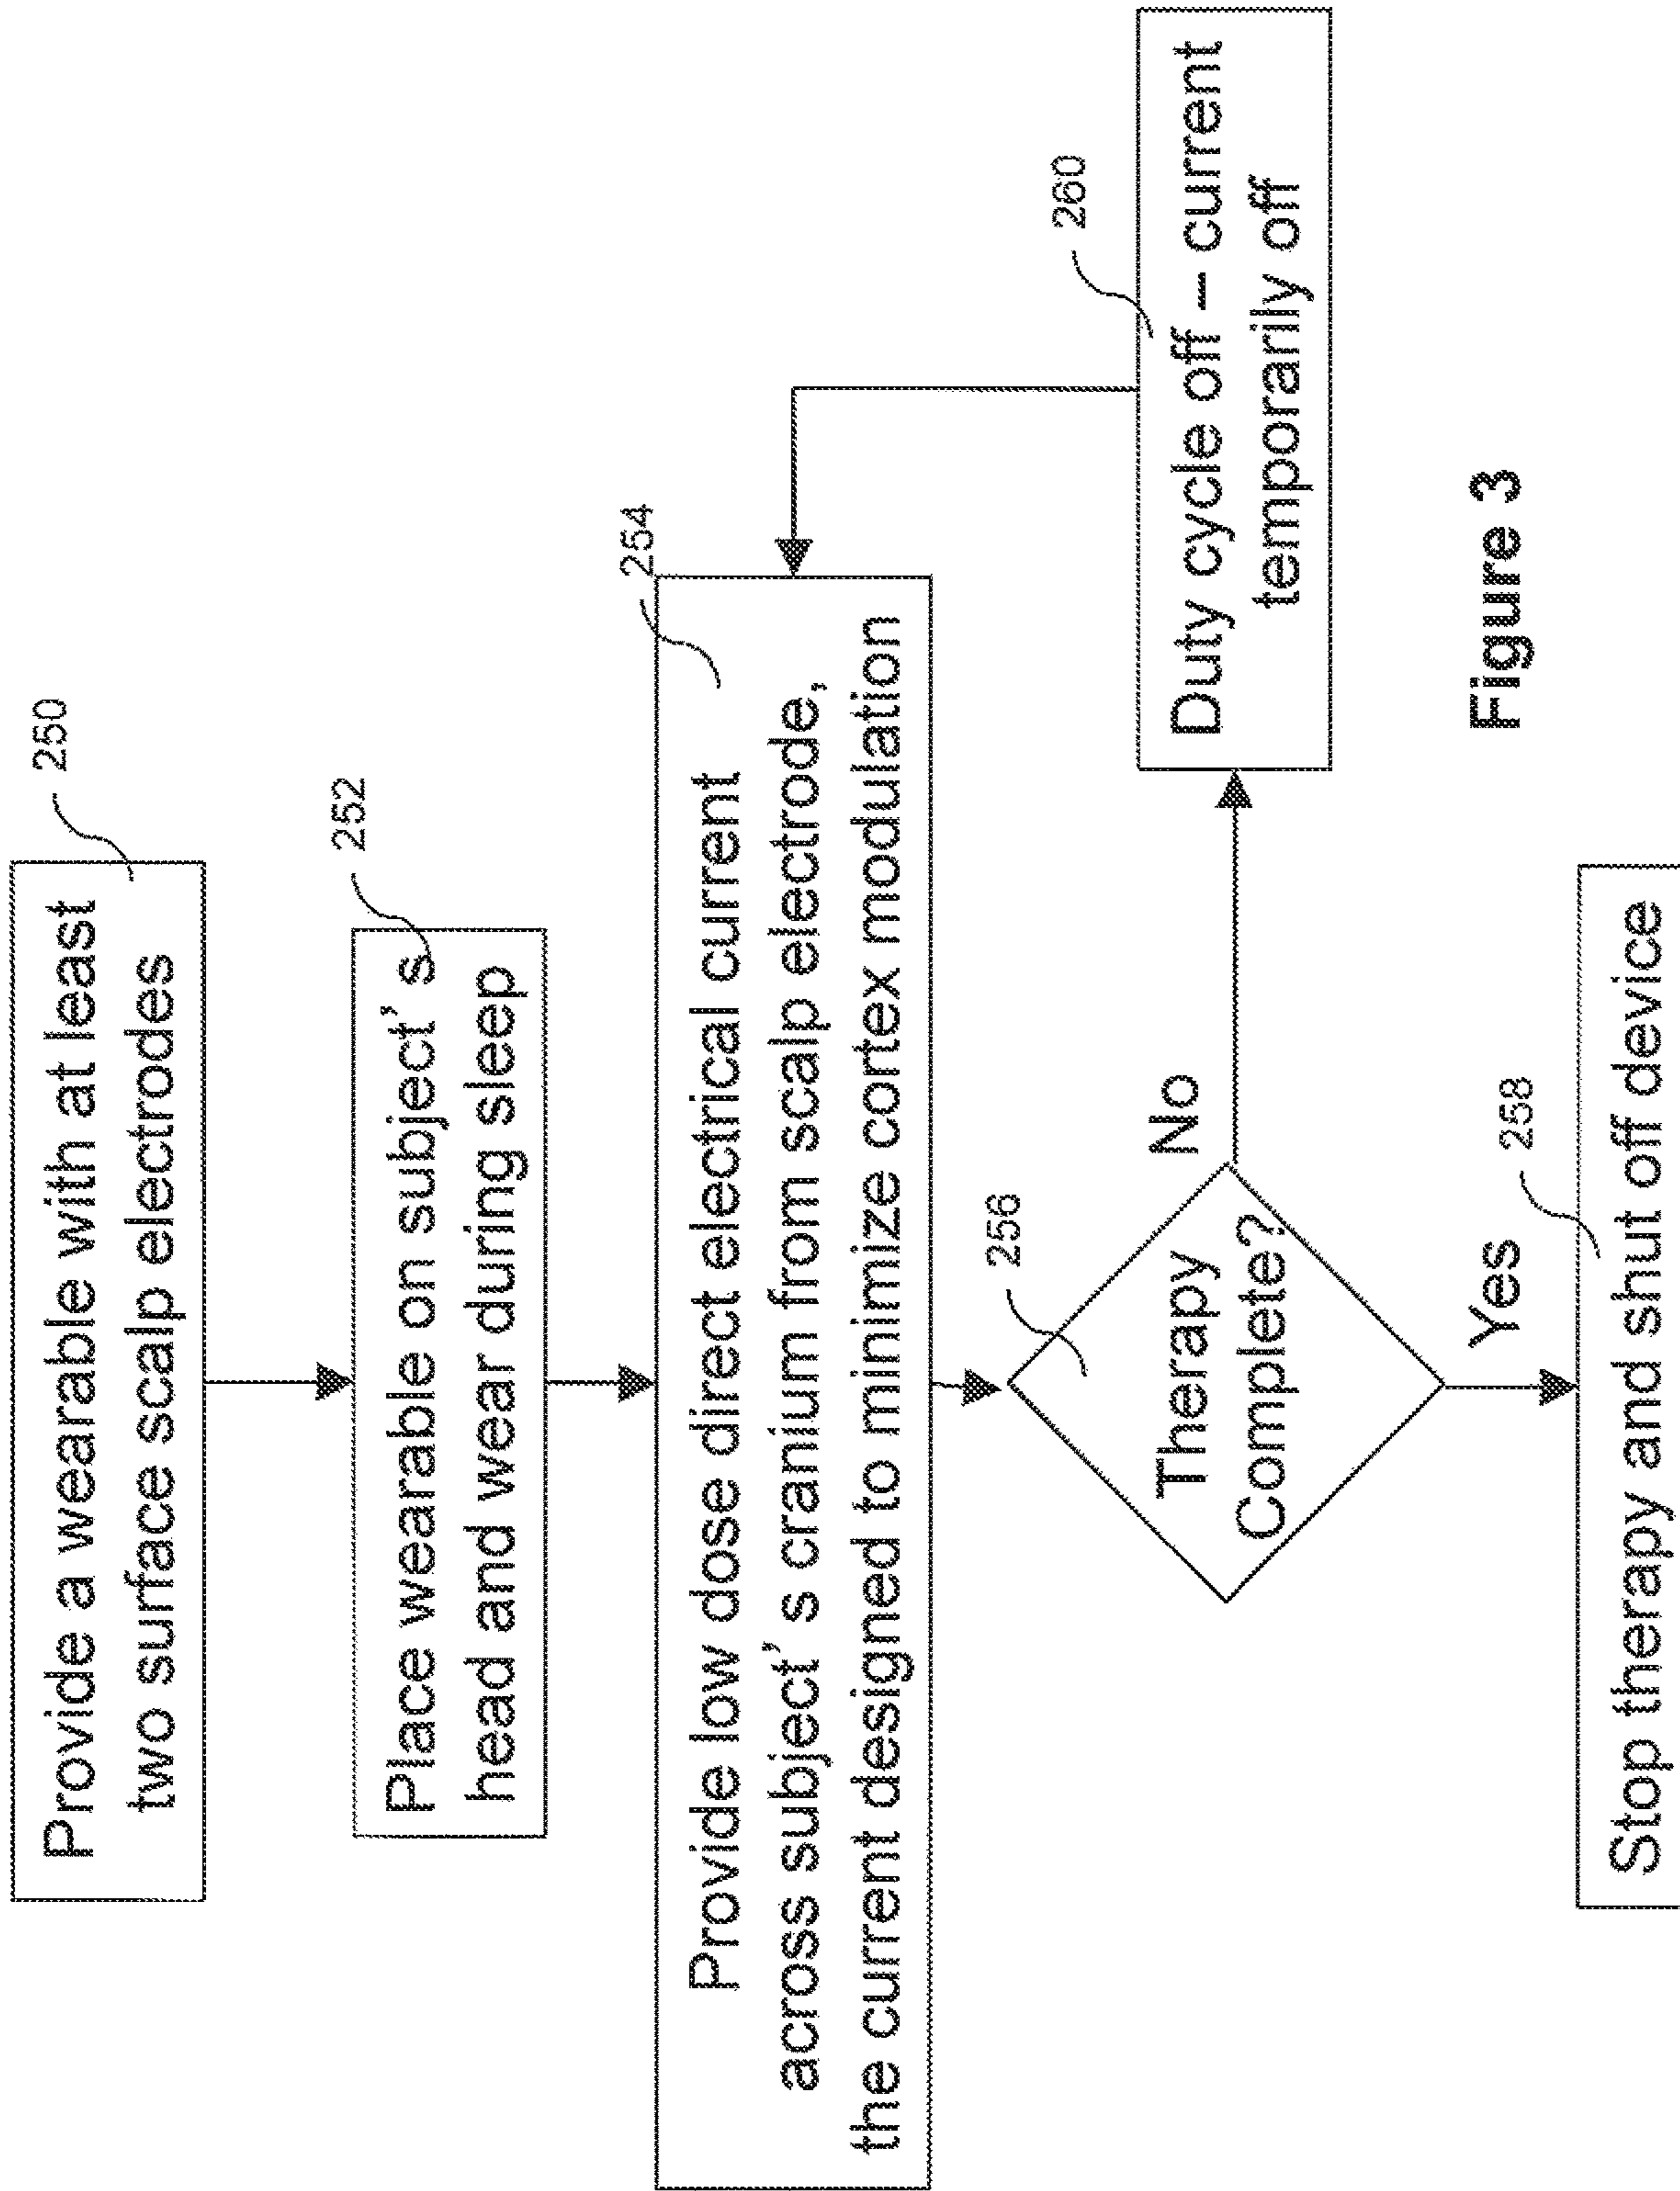 250
Provide a wearable with at least
two surface scalp electrodes
252
Place wearable on subject's
head and wear during sleep
254
Provide low dose direct electrical current
across subject's cranium from scalp electrode,
the current designed to minimize cortex modulation
256
Therapy
Complete?
No
260
Duty cycle off – current
temporarily off
Yes
258
Stop therapy and shut off device
Figure 3